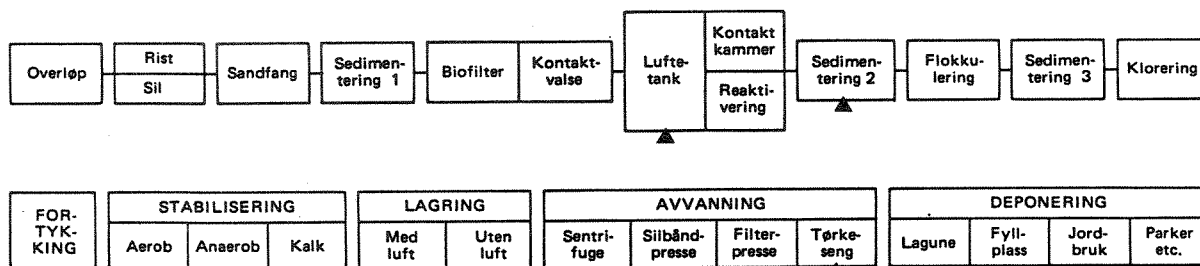 Overløp
Rist
Sil
Sandfang
Sedimen-
tering 1
Biofilter
Kontakt-
valse
Lufte-
tank
Kontakt
kammer
Reakti-
vering
Sedimen-
tering 2
Flokku-
lering
Sedimen-
tering 3
Klorering
FOR-
TYK-
KING
STABILISERING
Aerob
Anaerob
Kalk
LAGRING
Med
luft
Uten
luft
AVVANNING
Sentri-
fuge
Silbånd-
presse
Filter-
presse
Tørke-
seng
DEPONERING
Lagune
Fyll-
plass
Jord-
bruk
Parker
etc.